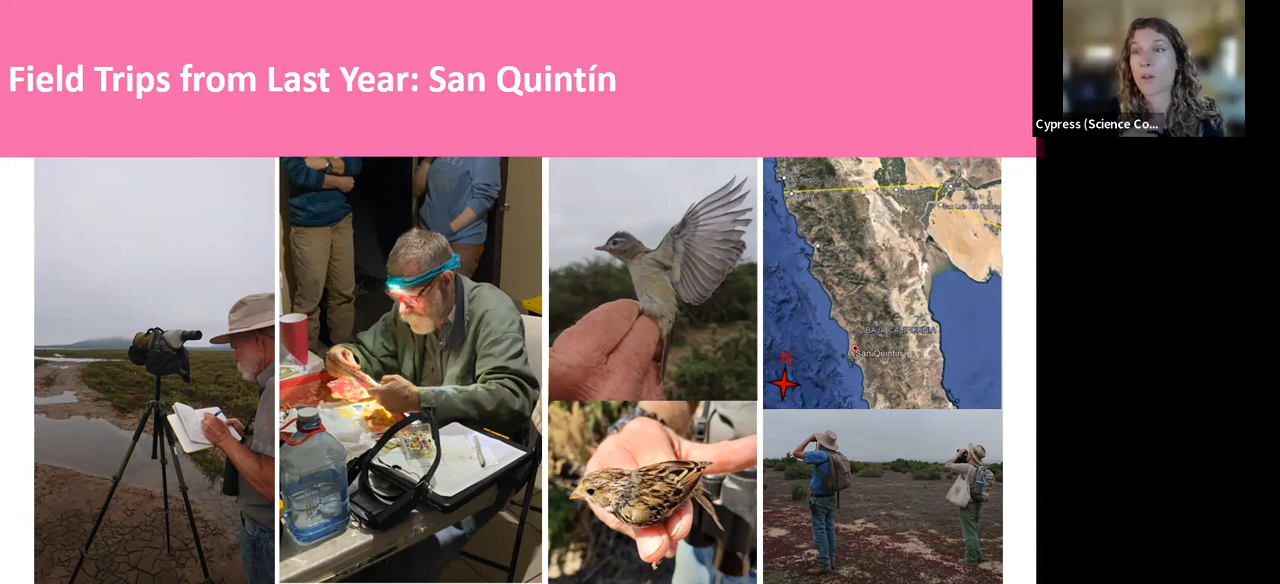 Field Trips from Last Year: San Quintín
Cypress (Science Co...
BAJA CALIFORNIA
San Quintín
N